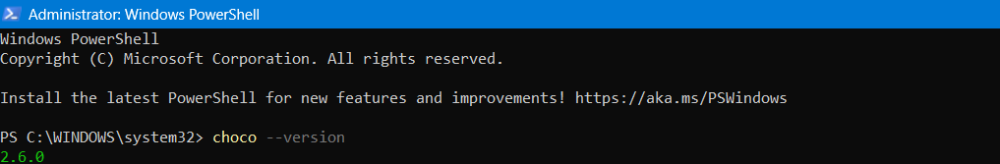 Administrator: Windows PowerShell
Windows PowerShell
Copyright (C) Microsoft Corporation. All rights reserved.
Install the latest PowerShell for new features and improvements! https://aka.ms/PSWindows
PS C:\WINDOWS\system32> choco --version
2.6.0